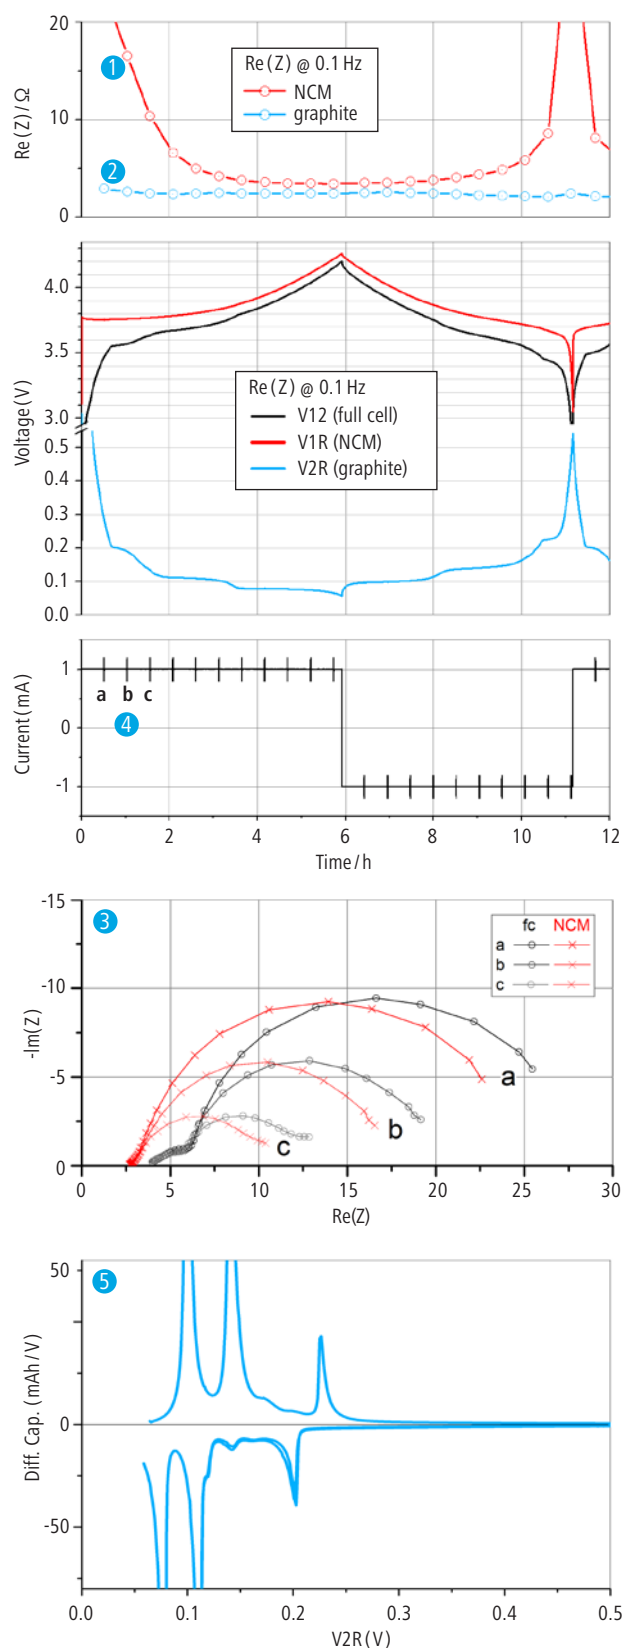 20
10
0
Re(Z)/Ω
1
2
Re(Z) @ 0.1 Hz
NCM
graphite
4.0
3.5
3.0
0.5
0.4
0.3
0.2
0.1
0.0
Voltage(V)
Re(Z) @ 0.1 Hz
V12 (full cell)
V1R (NCM)
V2R (graphite)
1
0
-1
Current(mA)
a b c
4
0 2 4 6 8 10 12
Time/h
-15
-10
-5
0
-Im(Z)
3
fc NCM
a
b
c
a
b
c
0 5 10 15 20 25 30
Re(Z)
50
0
-50
Diff. Cap. (mAh/V)
5
0.0 0.1 0.2 0.3 0.4 0.5
V2R(V)